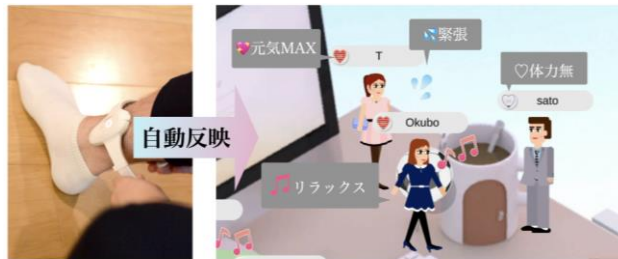 自動反映
💖元気MAX
T
💦緊張
♡体力無
sato
Okubo
🎵リラックス